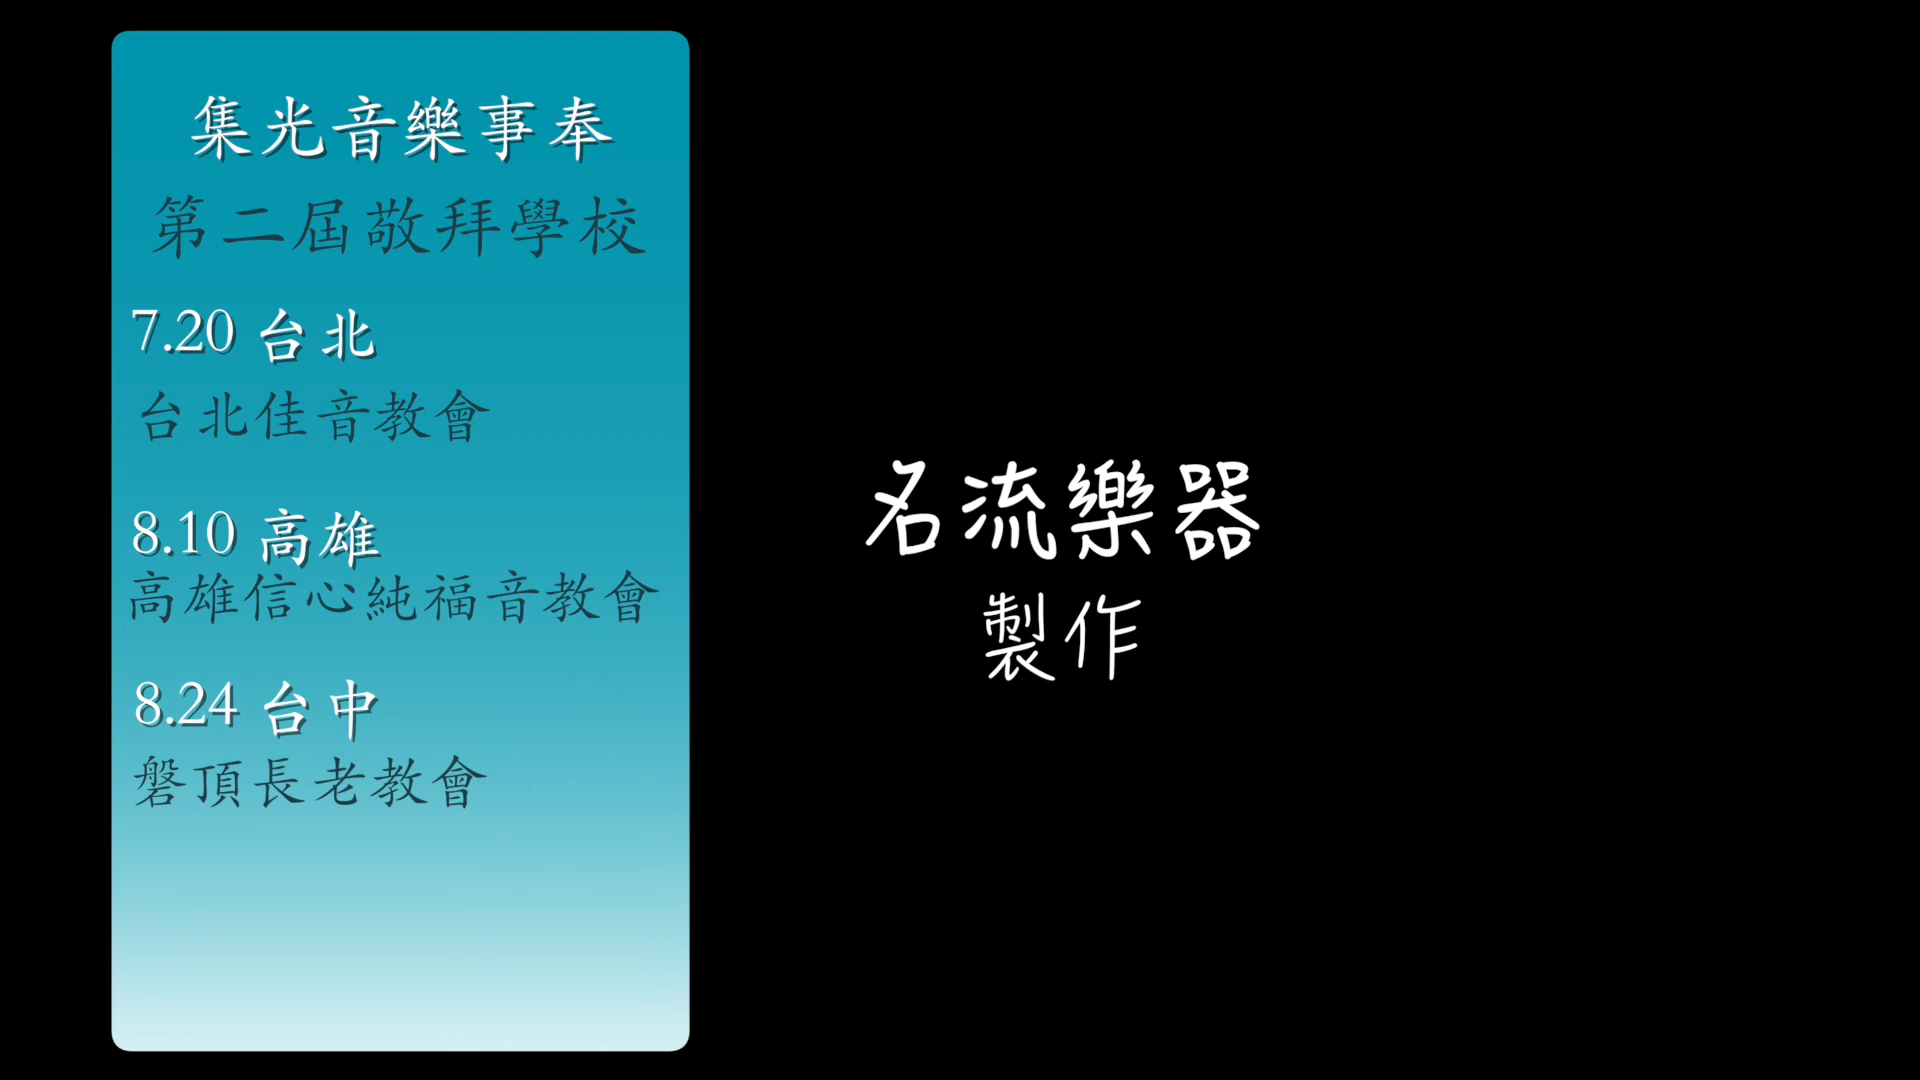 集光音樂事奉
第二屆敬拜學校
7.20 台北
台北佳音教會
8.10 高雄
高雄信心純福音教會
8.24 台中
磐頂長老教會
名流樂器
製作